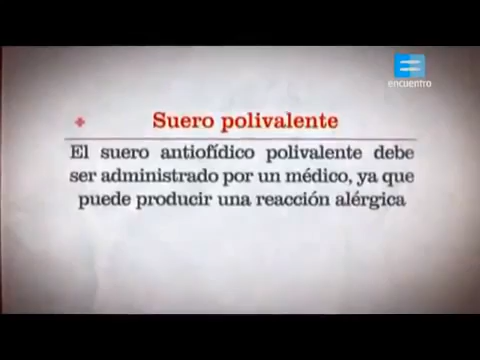 encuentro
Suero polivalente
El suero antiofídico polivalente debe
ser administrado por un médico, ya que
puede producir una reacción alérgica